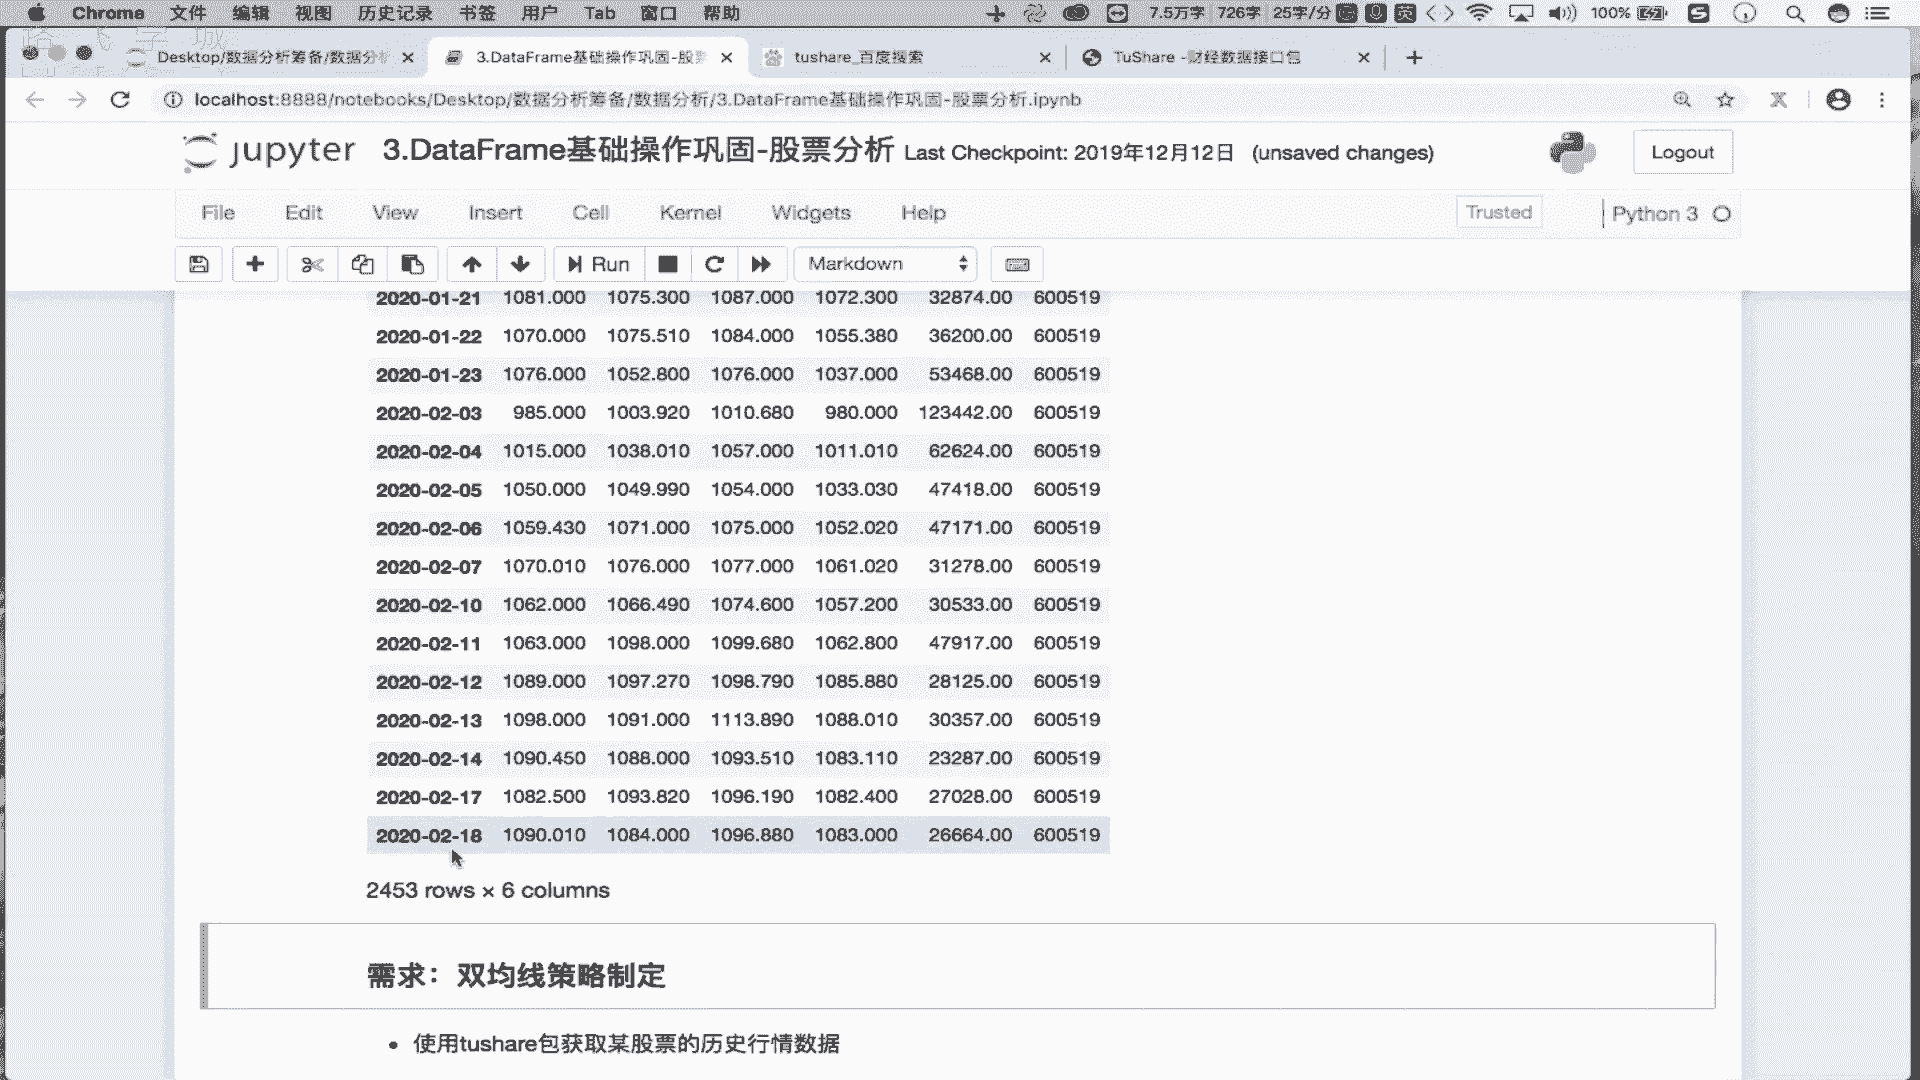 Chrome 文件 编辑 视图 历史记录 书签 用户 Tab 窗口 帮助 7.5万字 726字 25字/分 英 100%
Desktop/数据分析筹备/数据分析 3.DataFrame基础操作巩固-股票 tushare_百度搜索 TuShare -财经数据接口包
localhost:8888/notebooks/Desktop/数据分析筹备/数据分析/3.DataFrame基础操作巩固-股票分析.ipynb
jupyter 3.DataFrame基础操作巩固-股票分析 Last Checkpoint: 2019年12月12日 (unsaved changes) Logout
File Edit View Insert Cell Kernel Widgets Help Trusted Python 3
Run Markdown
2020-01-21 1081.000 1075.300 1087.000 1072.300 32874.00 600519
2020-01-22 1070.000 1075.510 1084.000 1055.380 36200.00 600519
2020-01-23 1076.000 1052.800 1076.000 1037.000 53468.00 600519
2020-02-03 985.000 1003.920 1010.680 980.000 123442.00 600519
2020-02-04 1015.000 1038.010 1057.000 1011.010 62624.00 600519
2020-02-05 1050.000 1049.990 1054.000 1033.030 47418.00 600519
2020-02-06 1059.430 1071.000 1075.000 1052.020 47171.00 600519
2020-02-07 1070.010 1076.000 1077.000 1061.020 31278.00 600519
2020-02-10 1062.000 1066.490 1074.600 1057.200 30533.00 600519
2020-02-11 1063.000 1098.000 1099.680 1062.800 47917.00 600519
2020-02-12 1089.000 1097.270 1098.790 1085.880 28125.00 600519
2020-02-13 1098.000 1091.000 1113.890 1088.010 30357.00 600519
2020-02-14 1090.450 1088.000 1093.510 1083.110 23287.00 600519
2020-02-17 1082.500 1093.820 1096.190 1082.400 27028.00 600519
2020-02-18 1090.010 1084.000 1096.880 1083.000 26664.00 600519
2453 rows × 6 columns
需求：双均线策略制定
• 使用tushare包获取某股票的历史行情数据